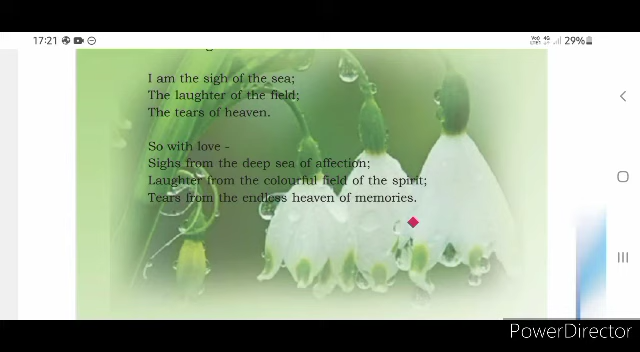 17:21
29%
I am the sigh of the sea;
The laughter of the field;
The tears of heaven.
So with love -
Sighs from the deep sea of affection;
Laughter from the colourful field of the spirit;
Tears from the endless heaven of memories.
PowerDirector